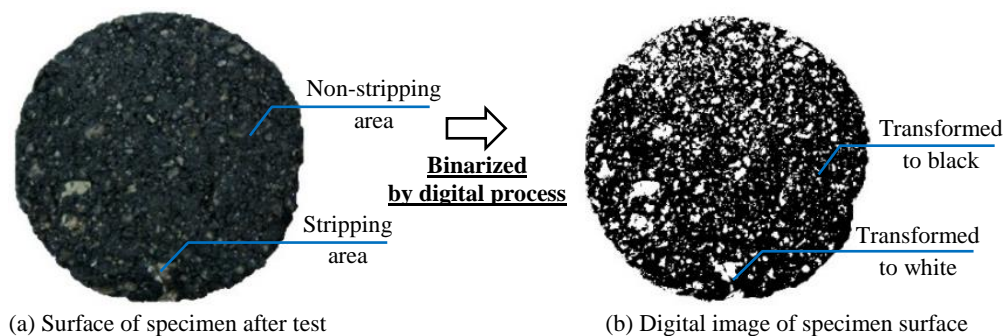 Non-stripping
area
Stripping
area
(a) Surface of specimen after test
Binarized
by digital process
Transformed
to black
Transformed
to white
(b) Digital image of specimen surface